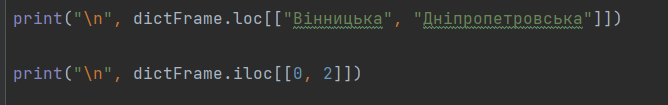 print("\n", dictFrame.loc[["Вінницька", "Дніпропетровська"]])
print("\n", dictFrame.iloc[[0, 2]])